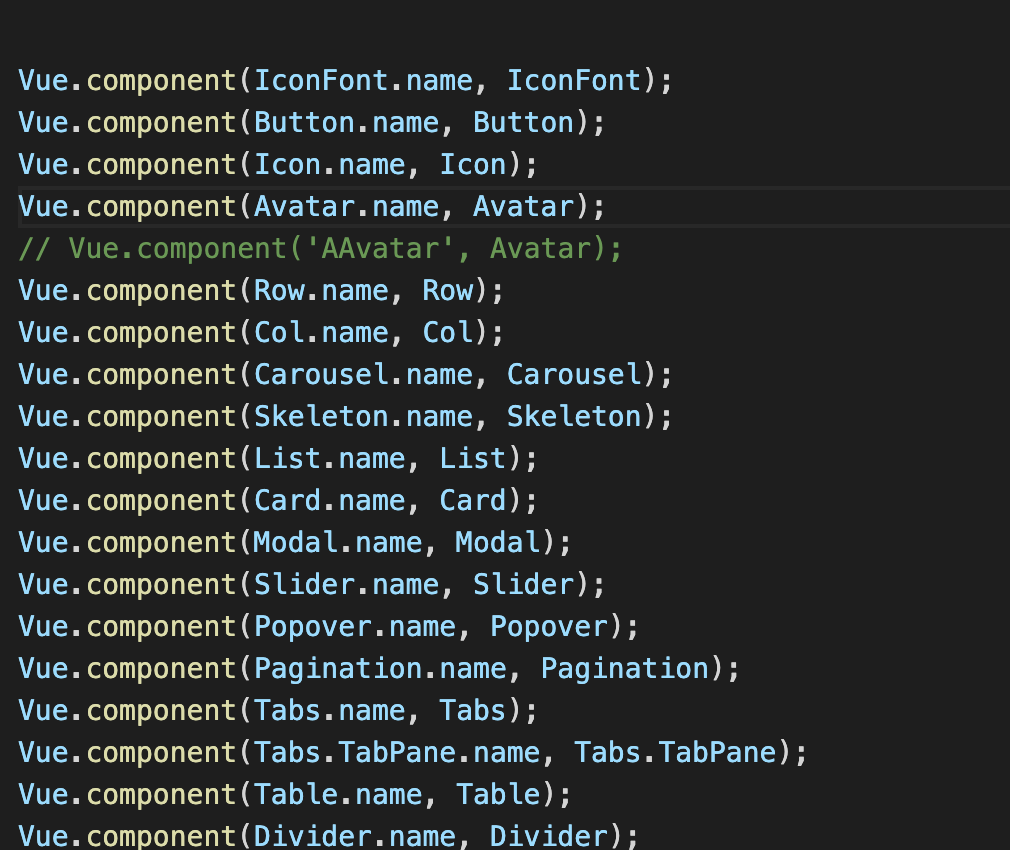 Vue.component(IconFont.name, IconFont);
Vue.component(Button.name, Button);
Vue.component(Icon.name, Icon);
Vue.component(Avatar.name, Avatar);
// Vue.component('AAvatar', Avatar);
Vue.component(Row.name, Row);
Vue.component(Col.name, Col);
Vue.component(Carousel.name, Carousel);
Vue.component(Skeleton.name, Skeleton);
Vue.component(List.name, List);
Vue.component(Card.name, Card);
Vue.component(Modal.name, Modal);
Vue.component(Slider.name, Slider);
Vue.component(Popover.name, Popover);
Vue.component(Pagination.name, Pagination);
Vue.component(Tabs.name, Tabs);
Vue.component(Tabs.TabPane.name, Tabs.TabPane);
Vue.component(Table.name, Table);
Vue.component(Divider.name, Divider);